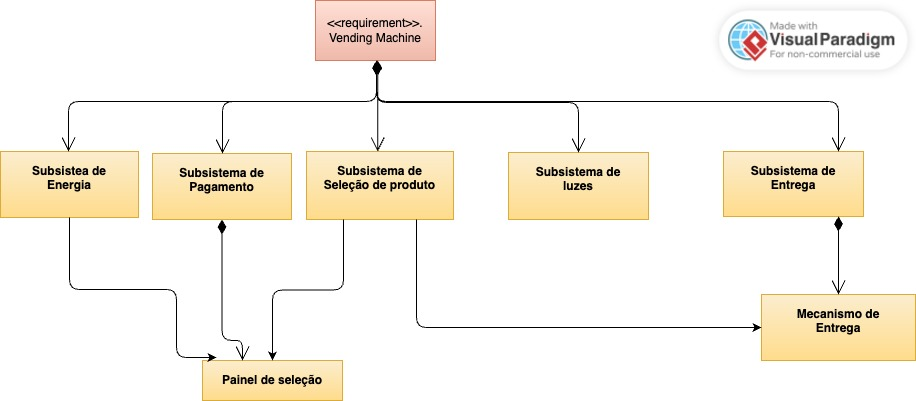 <<requirement>>.
Vending Machine
Made with
Visual Paradigm
For non-commercial use
Subsistea de
Energia
Subsistema de
Pagamento
Subsistema de
Seleção de produto
Subsistema de
luzes
Subsistema de
Entrega
Mecanismo de
Entrega
Painel de seleção